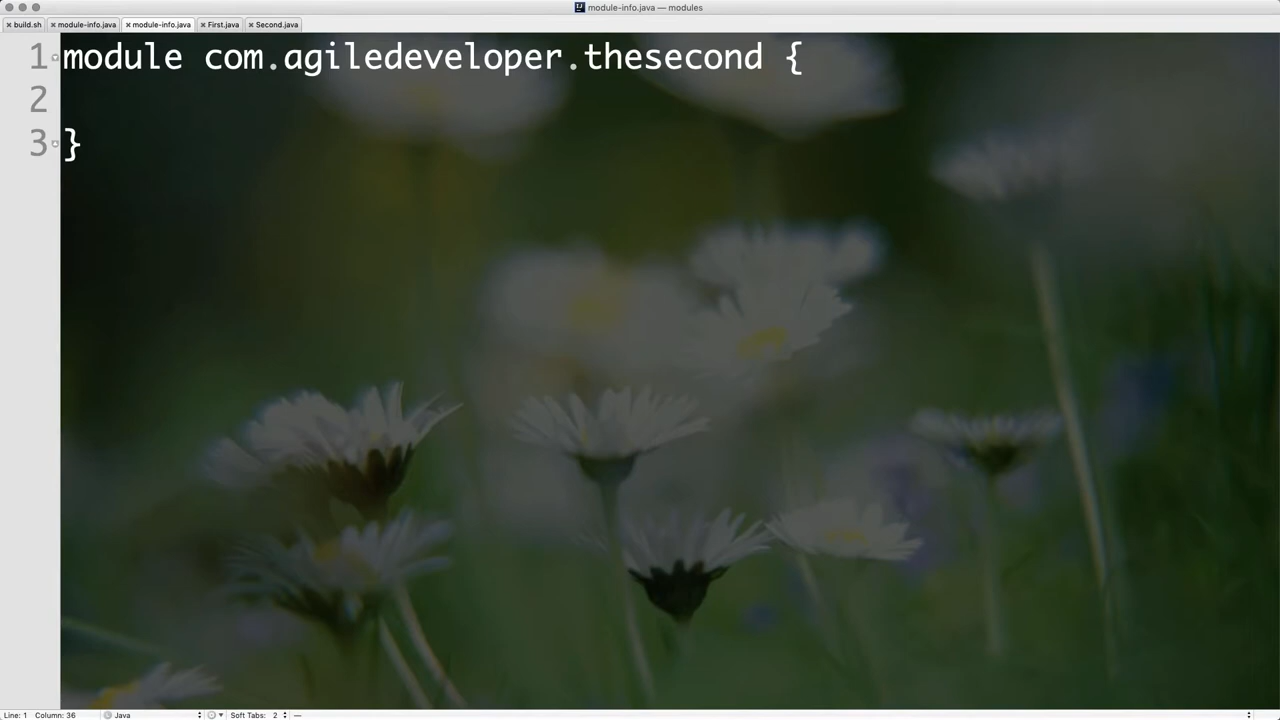 module-info.java — modules
build.sh module-info.java module-info.java First.java Second.java
1 module com.agiledeveloper.thesecond {
2
3 }
Line: 1 Column: 36 Java Soft Tabs: 2 —